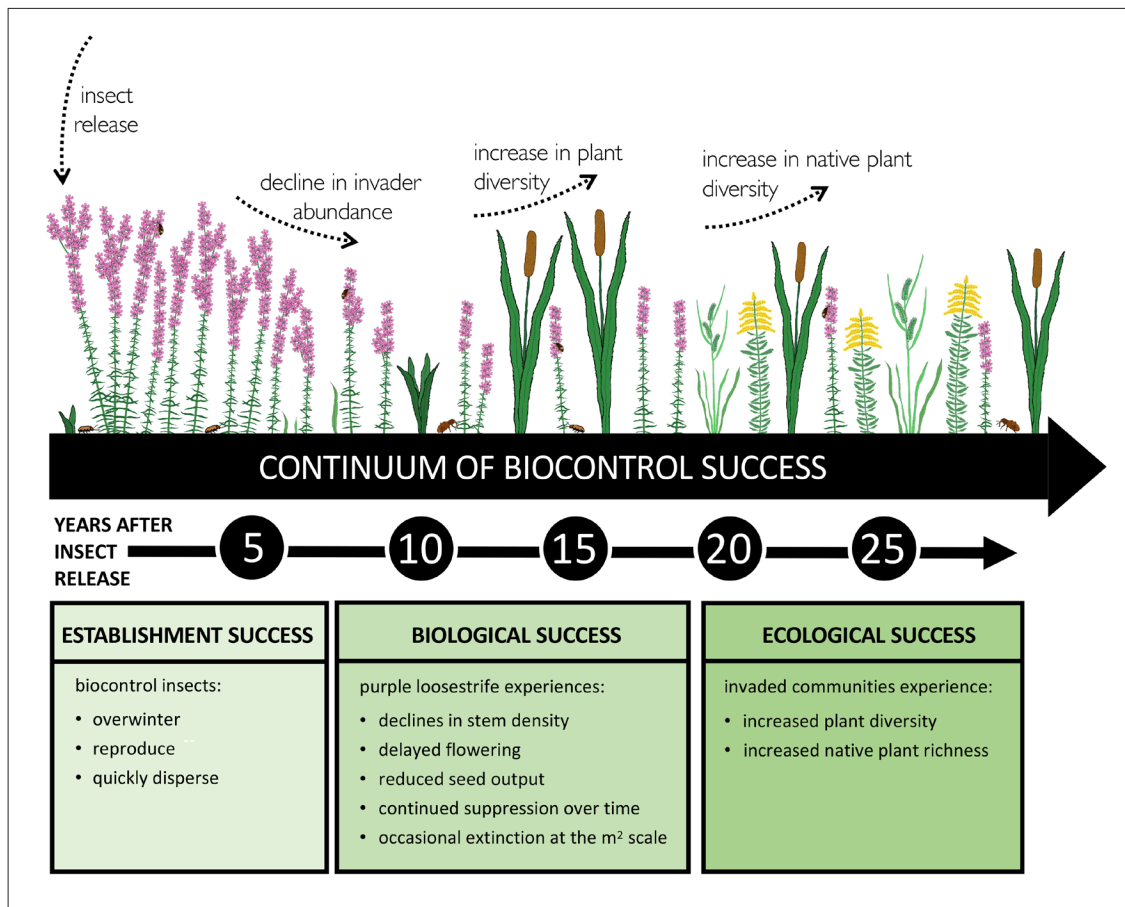 insect
release
decline in invader
abundance
increase in plant
diversity
increase in native plant
diversity
CONTINUUM OF BIOCONTROL SUCCESS
YEARS AFTER
INSECT
RELEASE
5
10
15
20
25
ESTABLISHMENT SUCCESS
biocontrol insects:
• overwinter
• reproduce
• quickly disperse
BIOLOGICAL SUCCESS
purple loosestrife experiences:
• declines in stem density
• delayed flowering
• reduced seed output
• continued suppression over time
• occasional extinction at the m² scale
ECOLOGICAL SUCCESS
invaded communities experience:
• increased plant diversity
• increased native plant richness